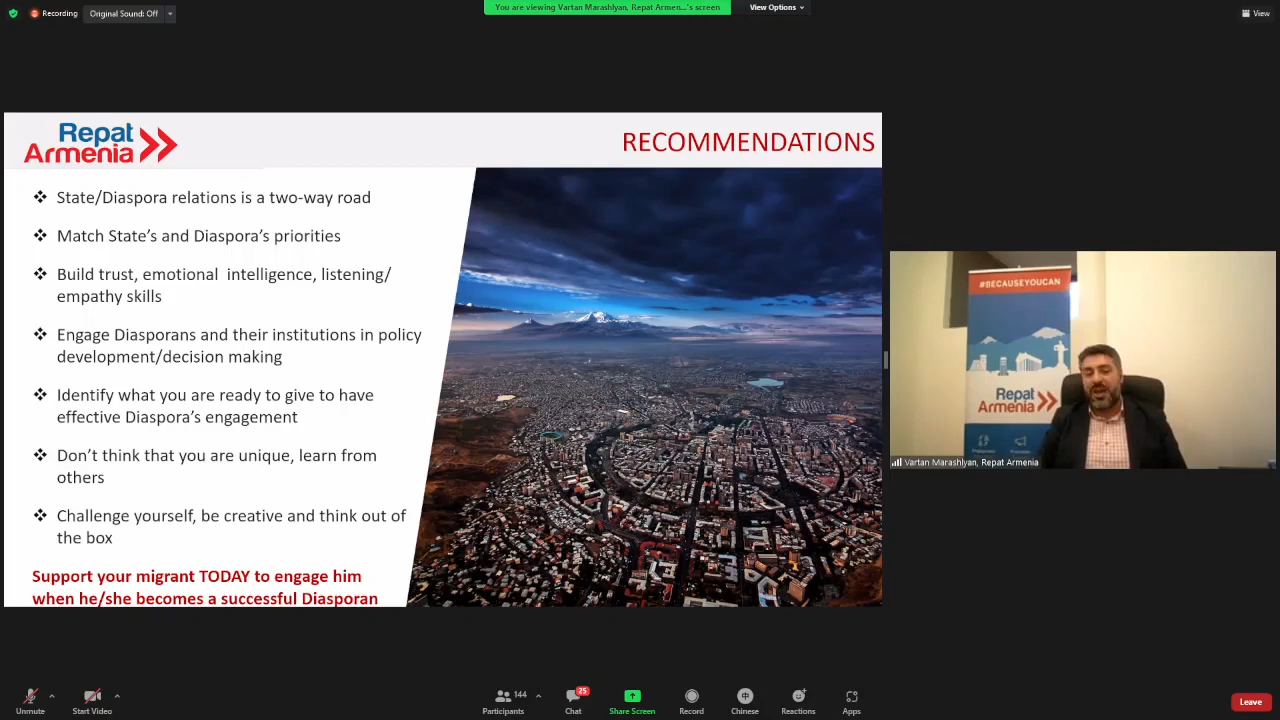 Recording
Original Sound: Off
You are viewing Vartan Marashlyan, Repat Armen...'s screen
View Options
View
Repat
Armenia
RECOMMENDATIONS
State/Diaspora relations is a two-way road
Match State's and Diaspora's priorities
Build trust, emotional intelligence, listening/
empathy skills
Engage Diasporans and their institutions in policy
development/decision making
Identify what you are ready to give to have
effective Diaspora's engagement
Don't think that you are unique, learn from
others
Challenge yourself, be creative and think out of
the box
Support your migrant TODAY to engage him
when he/she becomes a successful Diasporan
#BECAUSEYOUCAN
Repat
Armenia
Vartan Marashlyan, Repat Armenia
Unmute
Start Video
144
Participants
25
Chat
Share Screen
Record
中
Chinese
Reactions
Apps
Leave